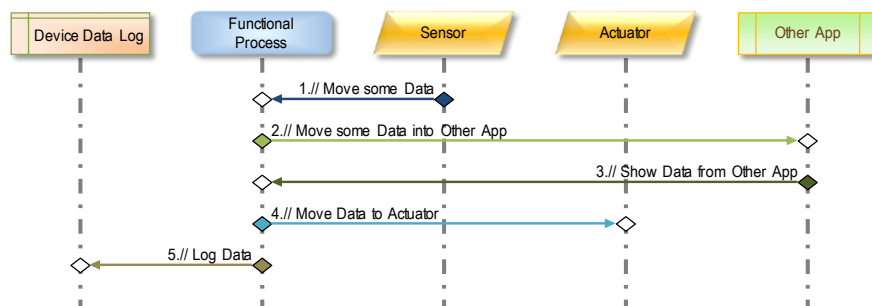 Device Data Log
Functional
Process
Sensor
Actuator
Other App
1.// Move some Data
2.// Move some Data into Other App
3.// Show Data from Other App
4.// Move Data to Actuator
5.// Log Data